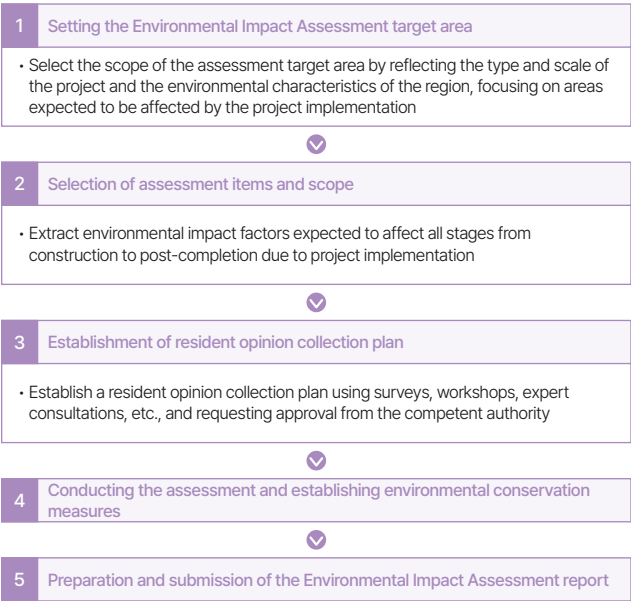 1 Setting the Environmental Impact Assessment target area
• Select the scope of the assessment target area by reflecting the type and scale of
the project and the environmental characteristics of the region, focusing on areas
expected to be affected by the project implementation
2 Selection of assessment items and scope
• Extract environmental impact factors expected to affect all stages from
construction to post-completion due to project implementation
3 Establishment of resident opinion collection plan
• Establish a resident opinion collection plan using surveys, workshops, expert
consultations, etc., and requesting approval from the competent authority
4 Conducting the assessment and establishing environmental conservation
measures
5 Preparation and submission of the Environmental Impact Assessment report